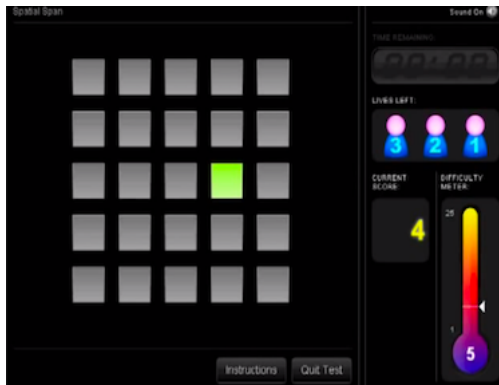 Spatial Span
Sound On
TIME REMAINING:
LIVES LEFT:
3 2 1
CURRENT SCORE:
4
DIFFICULTY METER:
25
1
5
Instructions
Quit Test